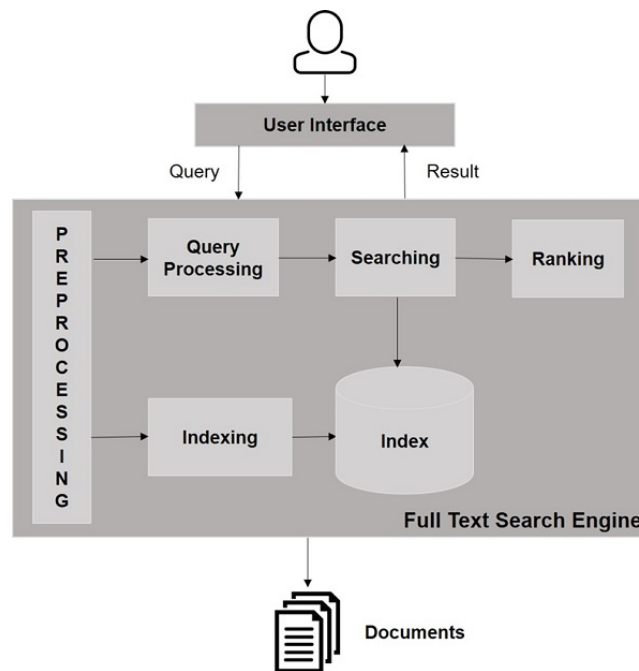 User Interface
Query
Result
PREPROCESSING
Query
Processing
Searching
Ranking
Indexing
Index
Full Text Search Engine
Documents